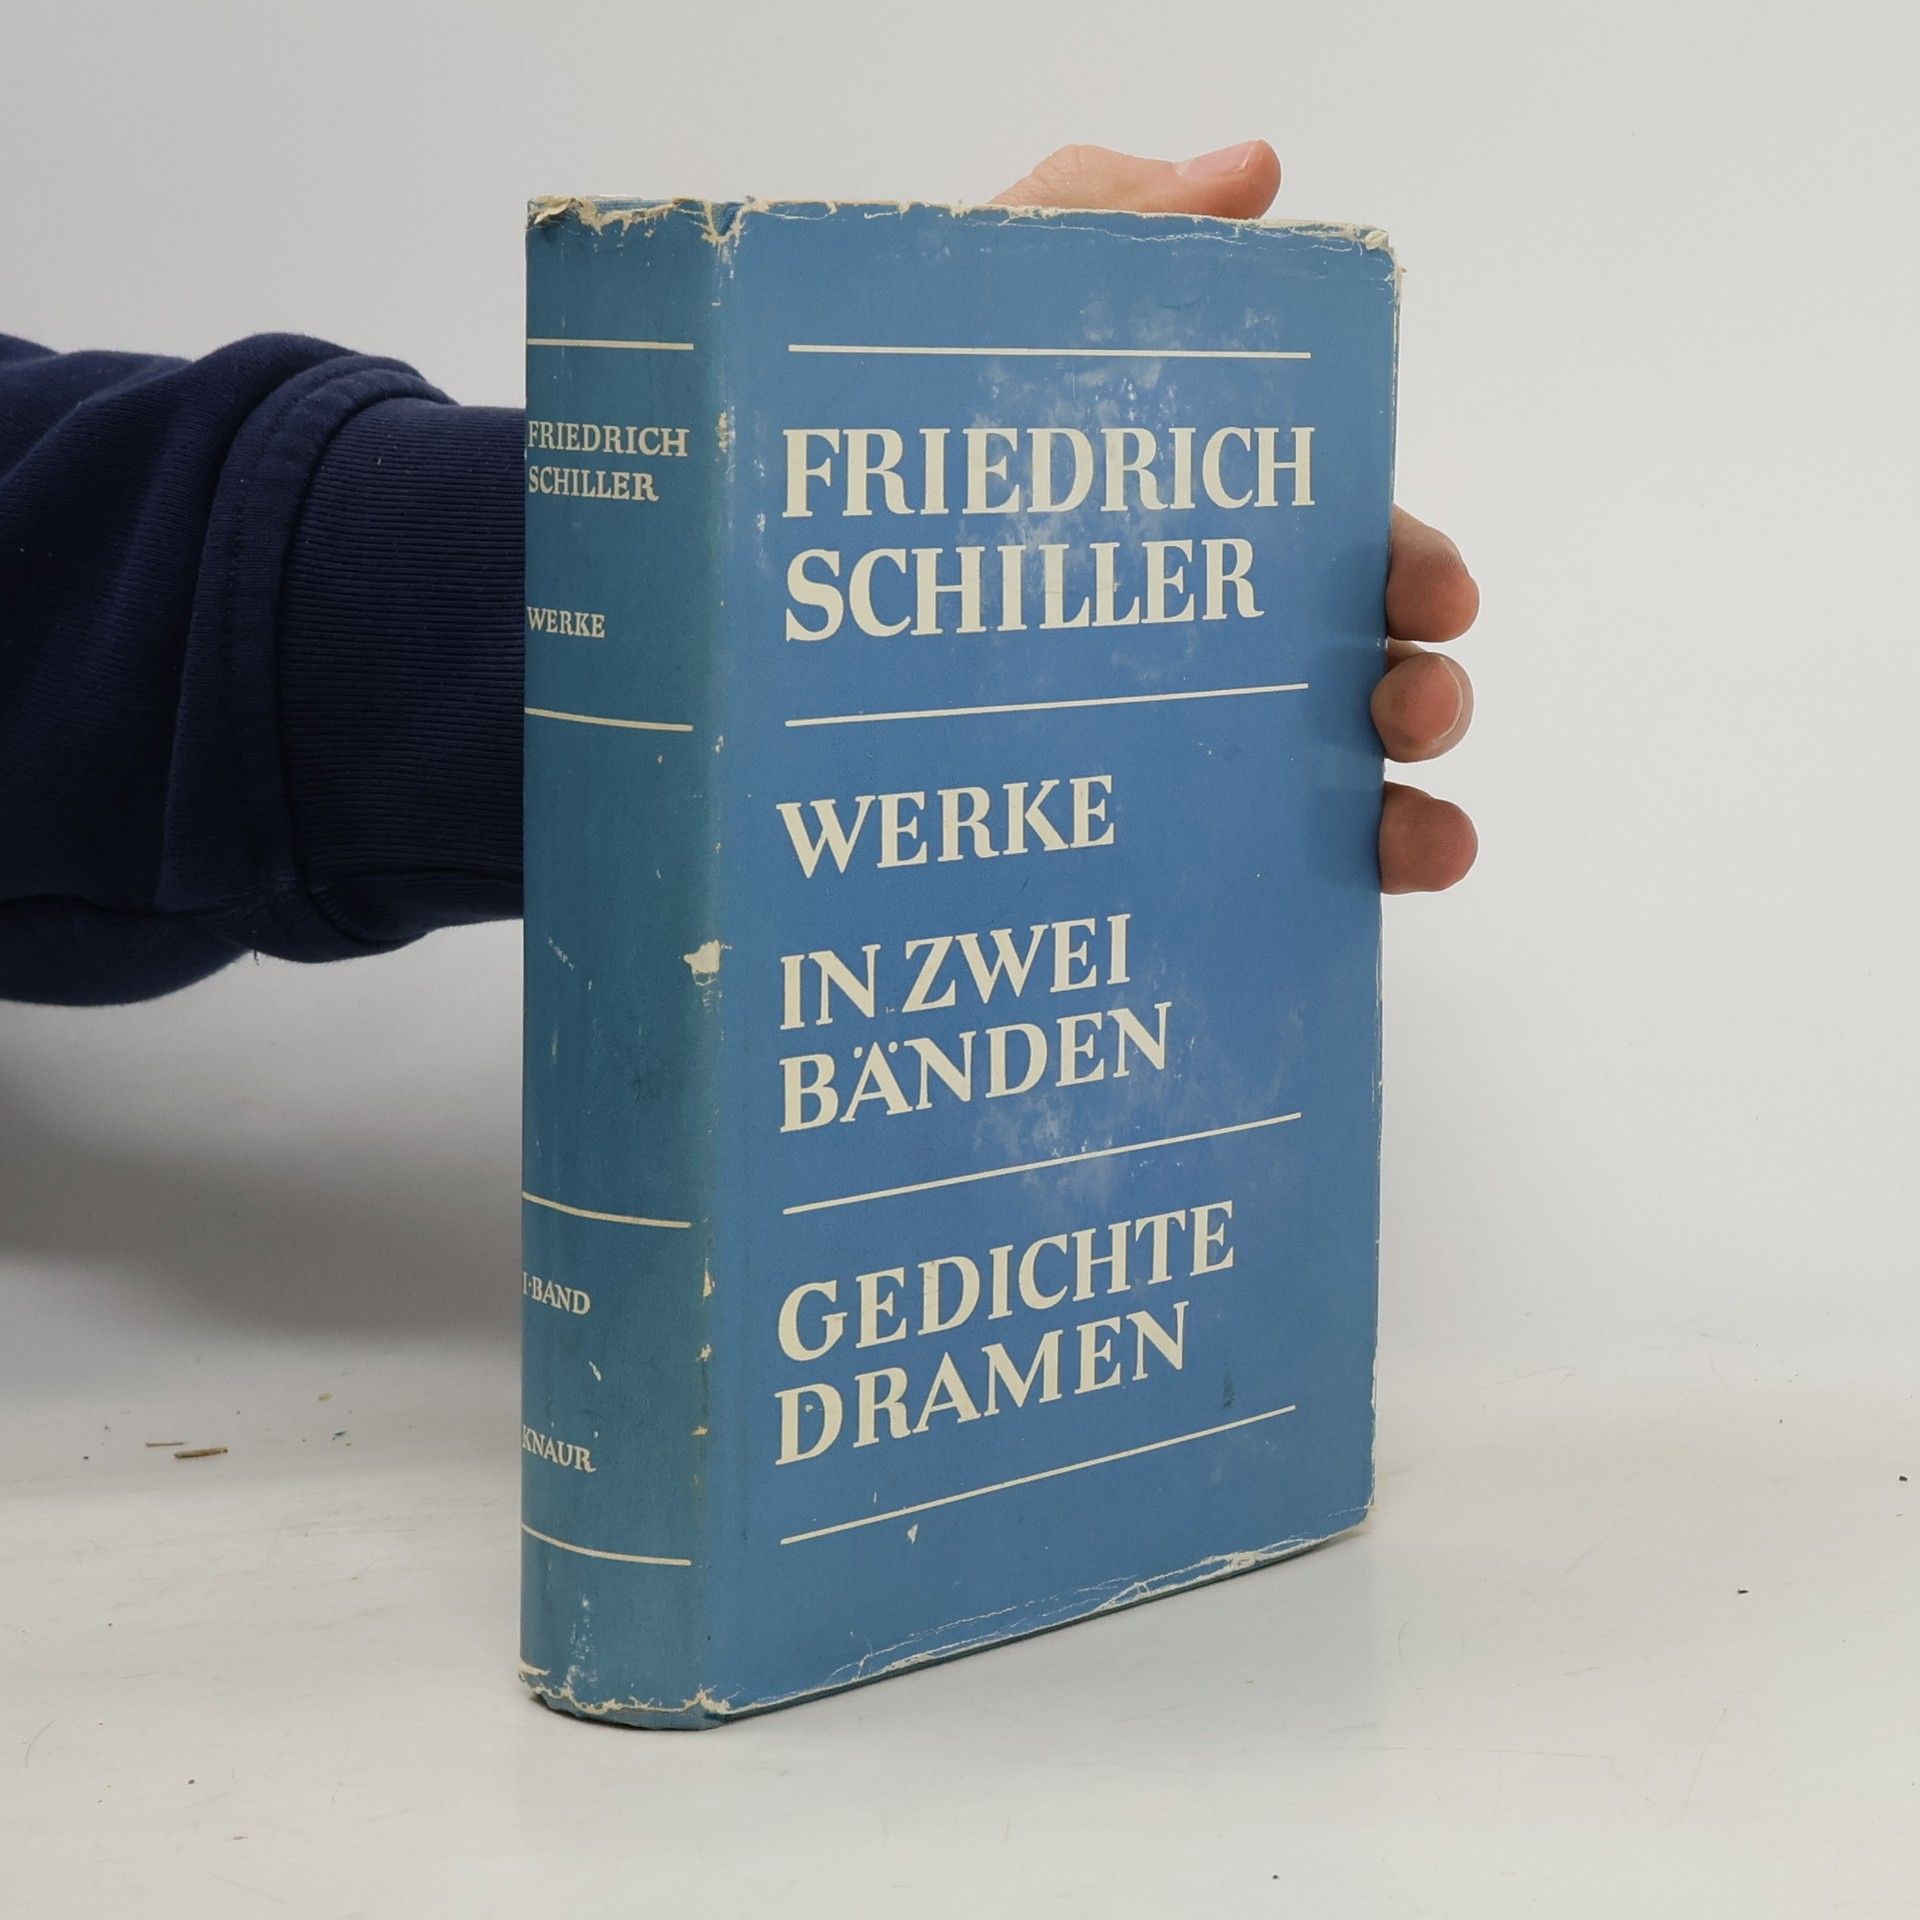 FRIEDRICH
SCHILLER
WERKE
I·BAND
KNAUR
FRIEDRICH
SCHILLER
WERKE
IN ZWEI
BÄNDEN
GEDICHTE
DRAMEN